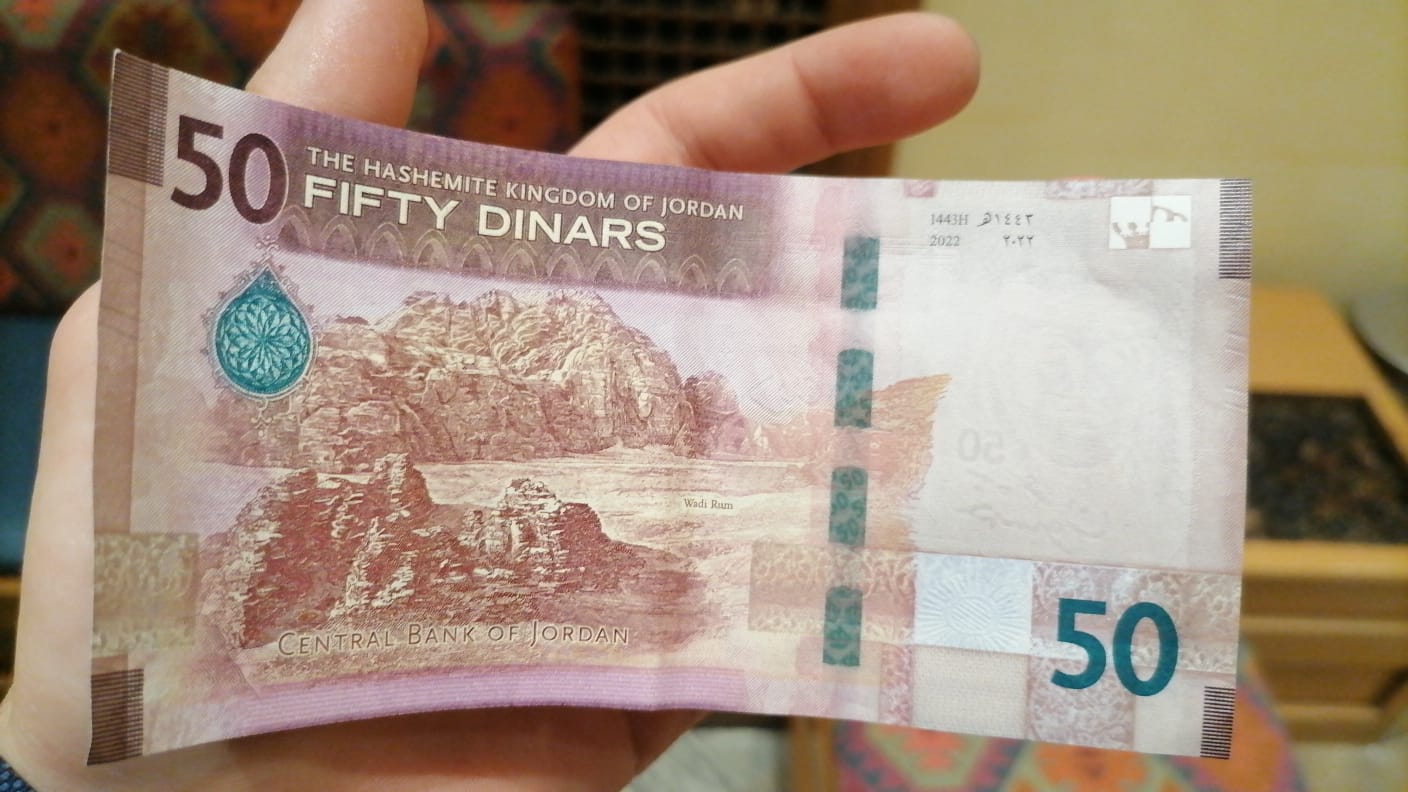 50
THE HASHEMITE KINGDOM OF JORDAN
FIFTY DINARS
1443H ١٤٤٣هـ
2022 ٢٠٢٢
Wadi Rum
50
CENTRAL BANK OF JORDAN
50